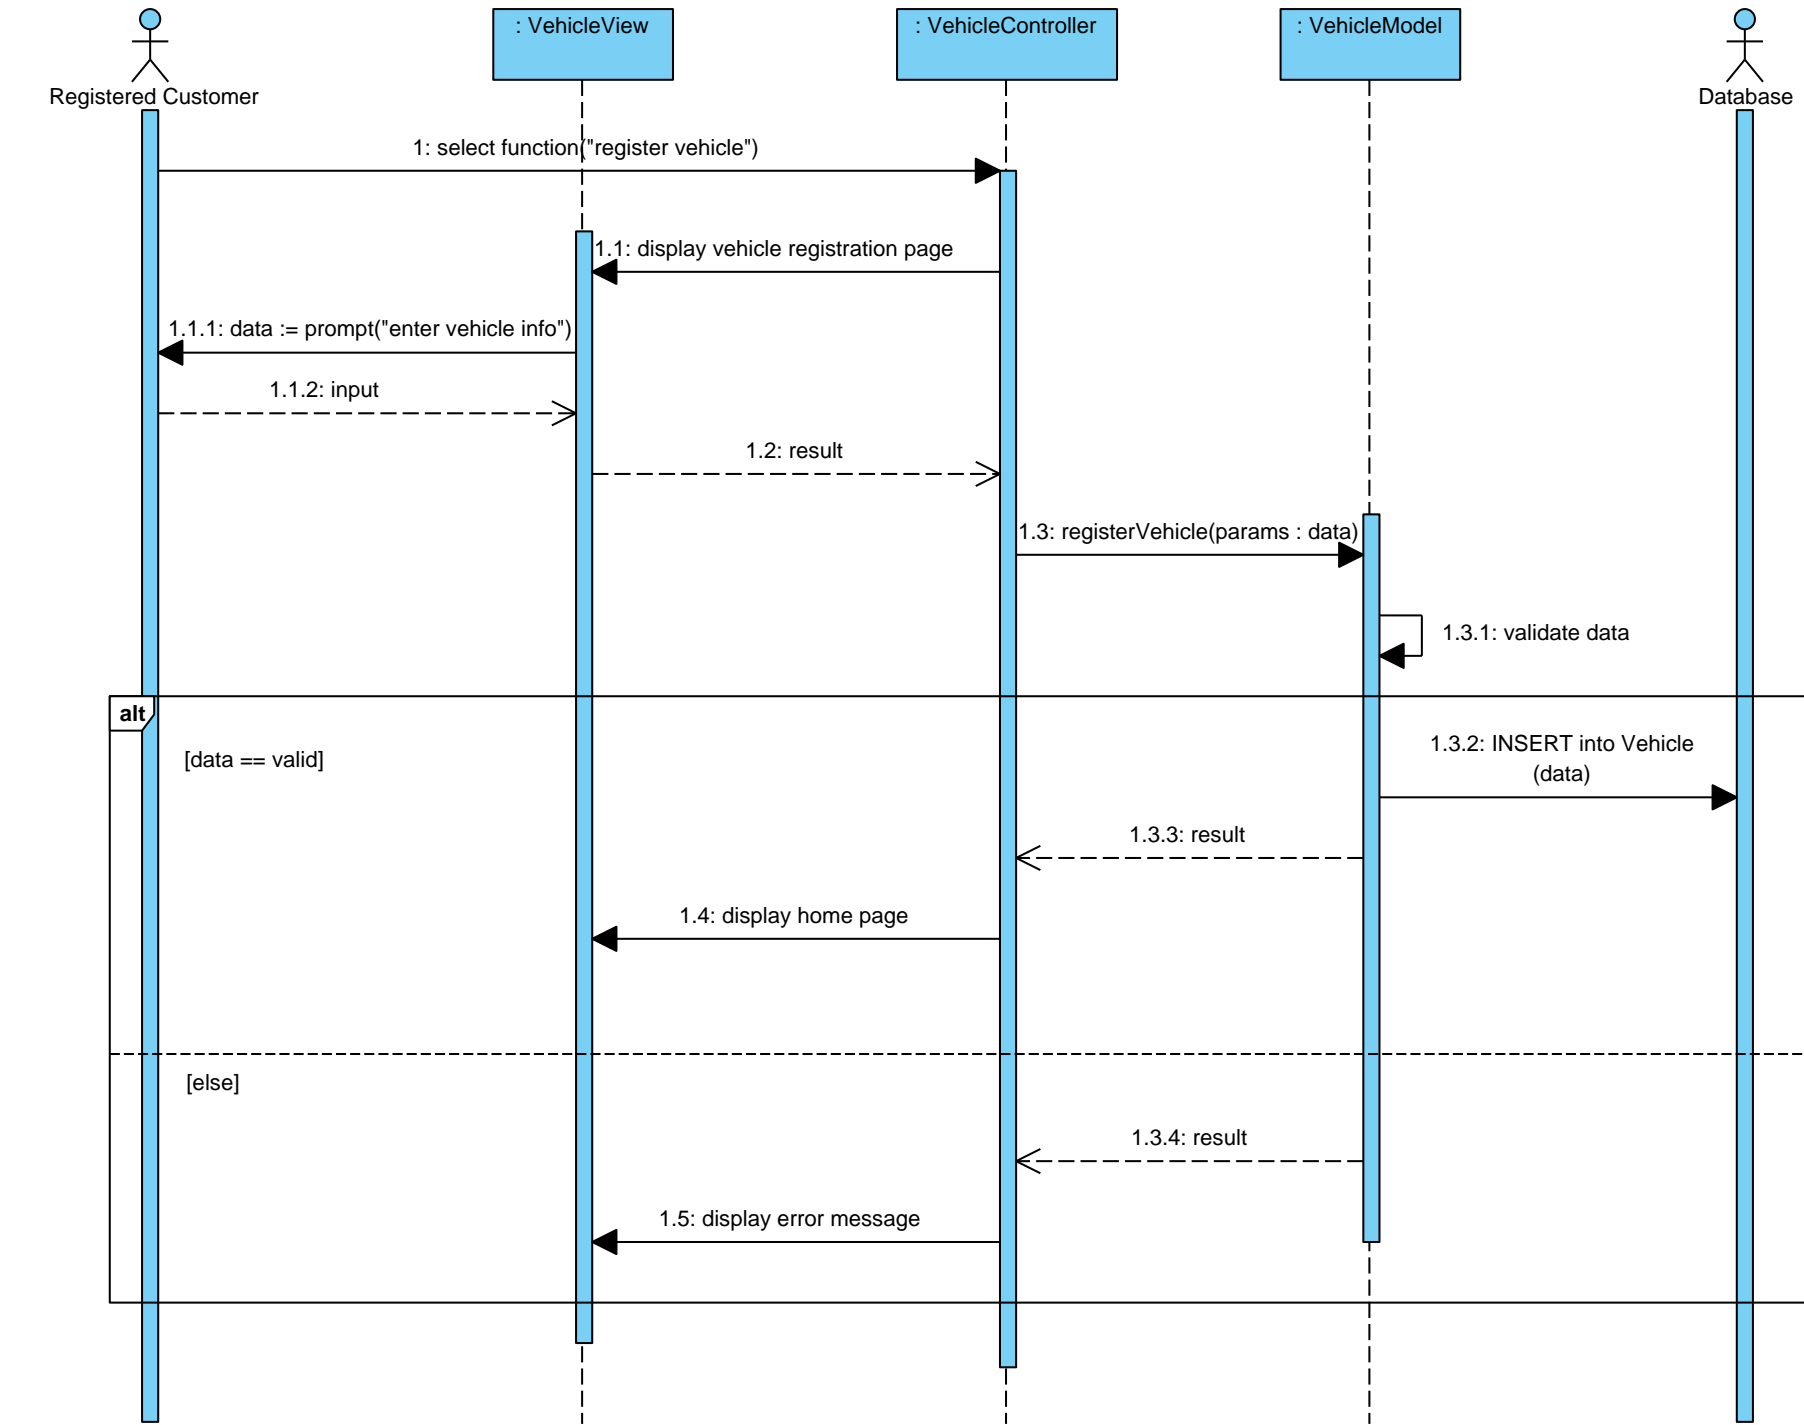 : VehicleView
: VehicleController
: VehicleModel
Registered Customer
Database
1: select function("register vehicle")
1.1: display vehicle registration page
1.1.1: data := prompt("enter vehicle info")
1.1.2: input
1.2: result
1.3: registerVehicle(params : data)
1.3.1: validate data
alt
[data == valid]
1.3.2: INSERT into Vehicle
(data)
1.3.3: result
1.4: display home page
[else]
1.3.4: result
1.5: display error message